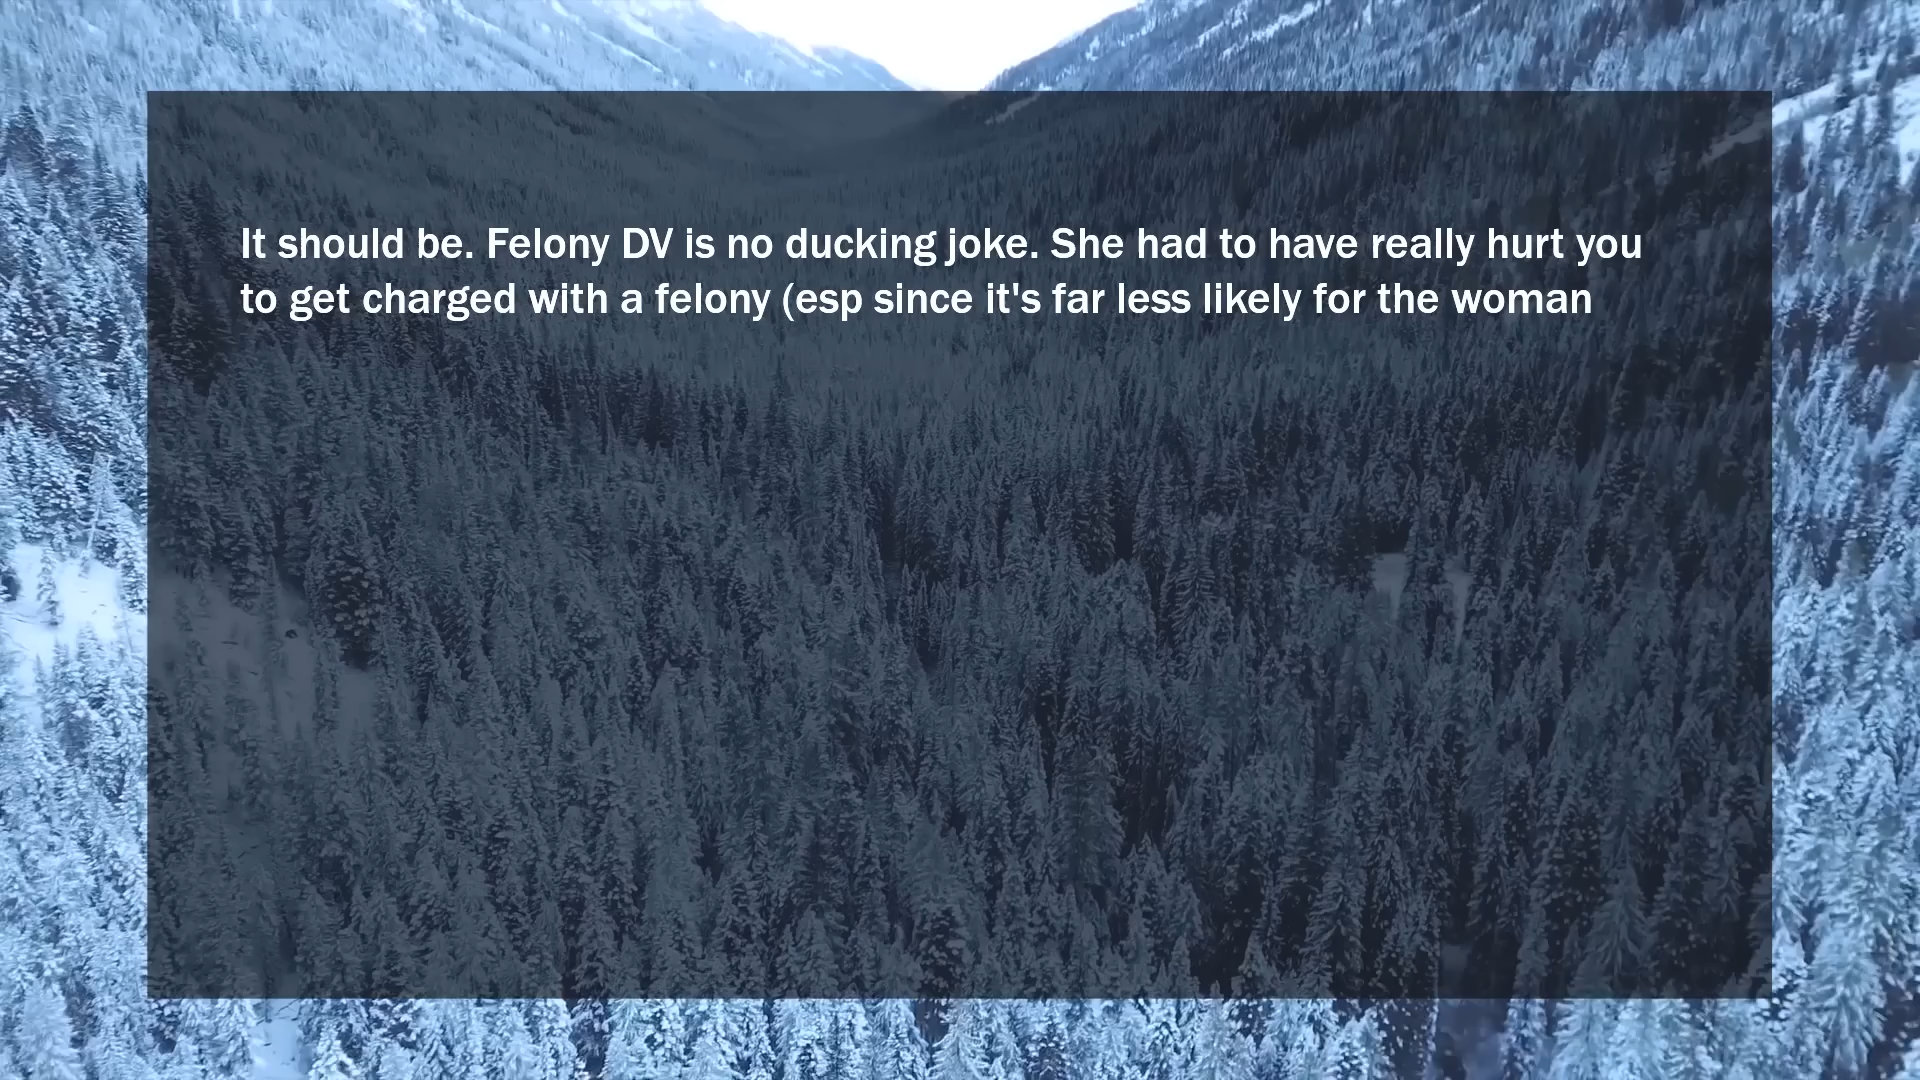 It should be. Felony DV is no ducking joke. She had to have really hurt you
to get charged with a felony (esp since it's far less likely for the woman